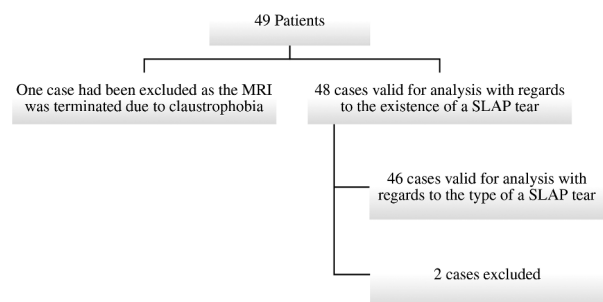 49 Patients
One case had been excluded as the MRI
was terminated due to claustrophobia
48 cases valid for analysis with regards
to the existence of a SLAP tear
46 cases valid for analysis with
regards to the type of a SLAP tear
2 cases excluded